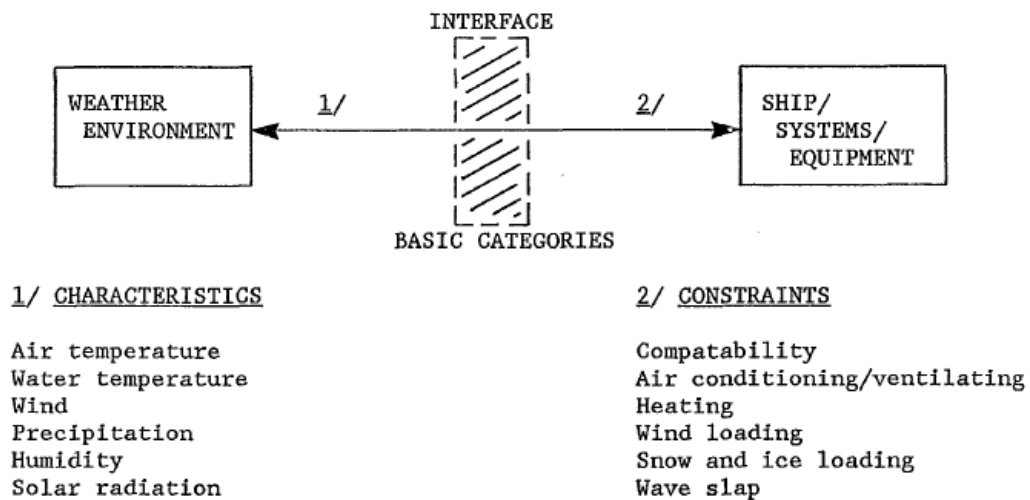 INTERFACE
WEATHER
ENVIRONMENT
1/
2/
SHIP/
SYSTEMS/
EQUIPMENT
BASIC CATEGORIES
1/ CHARACTERISTICS
Air temperature
Water temperature
Wind
Precipitation
Humidity
Solar radiation
2/ CONSTRAINTS
Compatability
Air conditioning/ventilating
Heating
Wind loading
Snow and ice loading
Wave slap